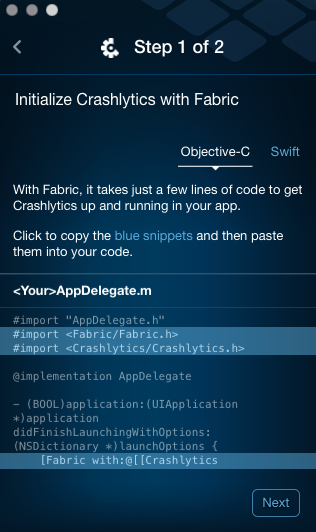 Step 1 of 2
Initialize Crashlytics with Fabric
Objective-C Swift
With Fabric, it takes just a few lines of code to get
Crashlytics up and running in your app.
Click to copy the blue snippets and then paste
them into your code.
<Your>AppDelegate.m
#import "AppDelegate.h"
#import <Fabric/Fabric.h>
#import <Crashlytics/Crashlytics.h>
@implementation AppDelegate
- (BOOL)application:(UIApplication
*)application
didFinishLaunchingWithOptions:
(NSDictionary *)launchOptions {
[Fabric with:@[[Crashlytics
Next